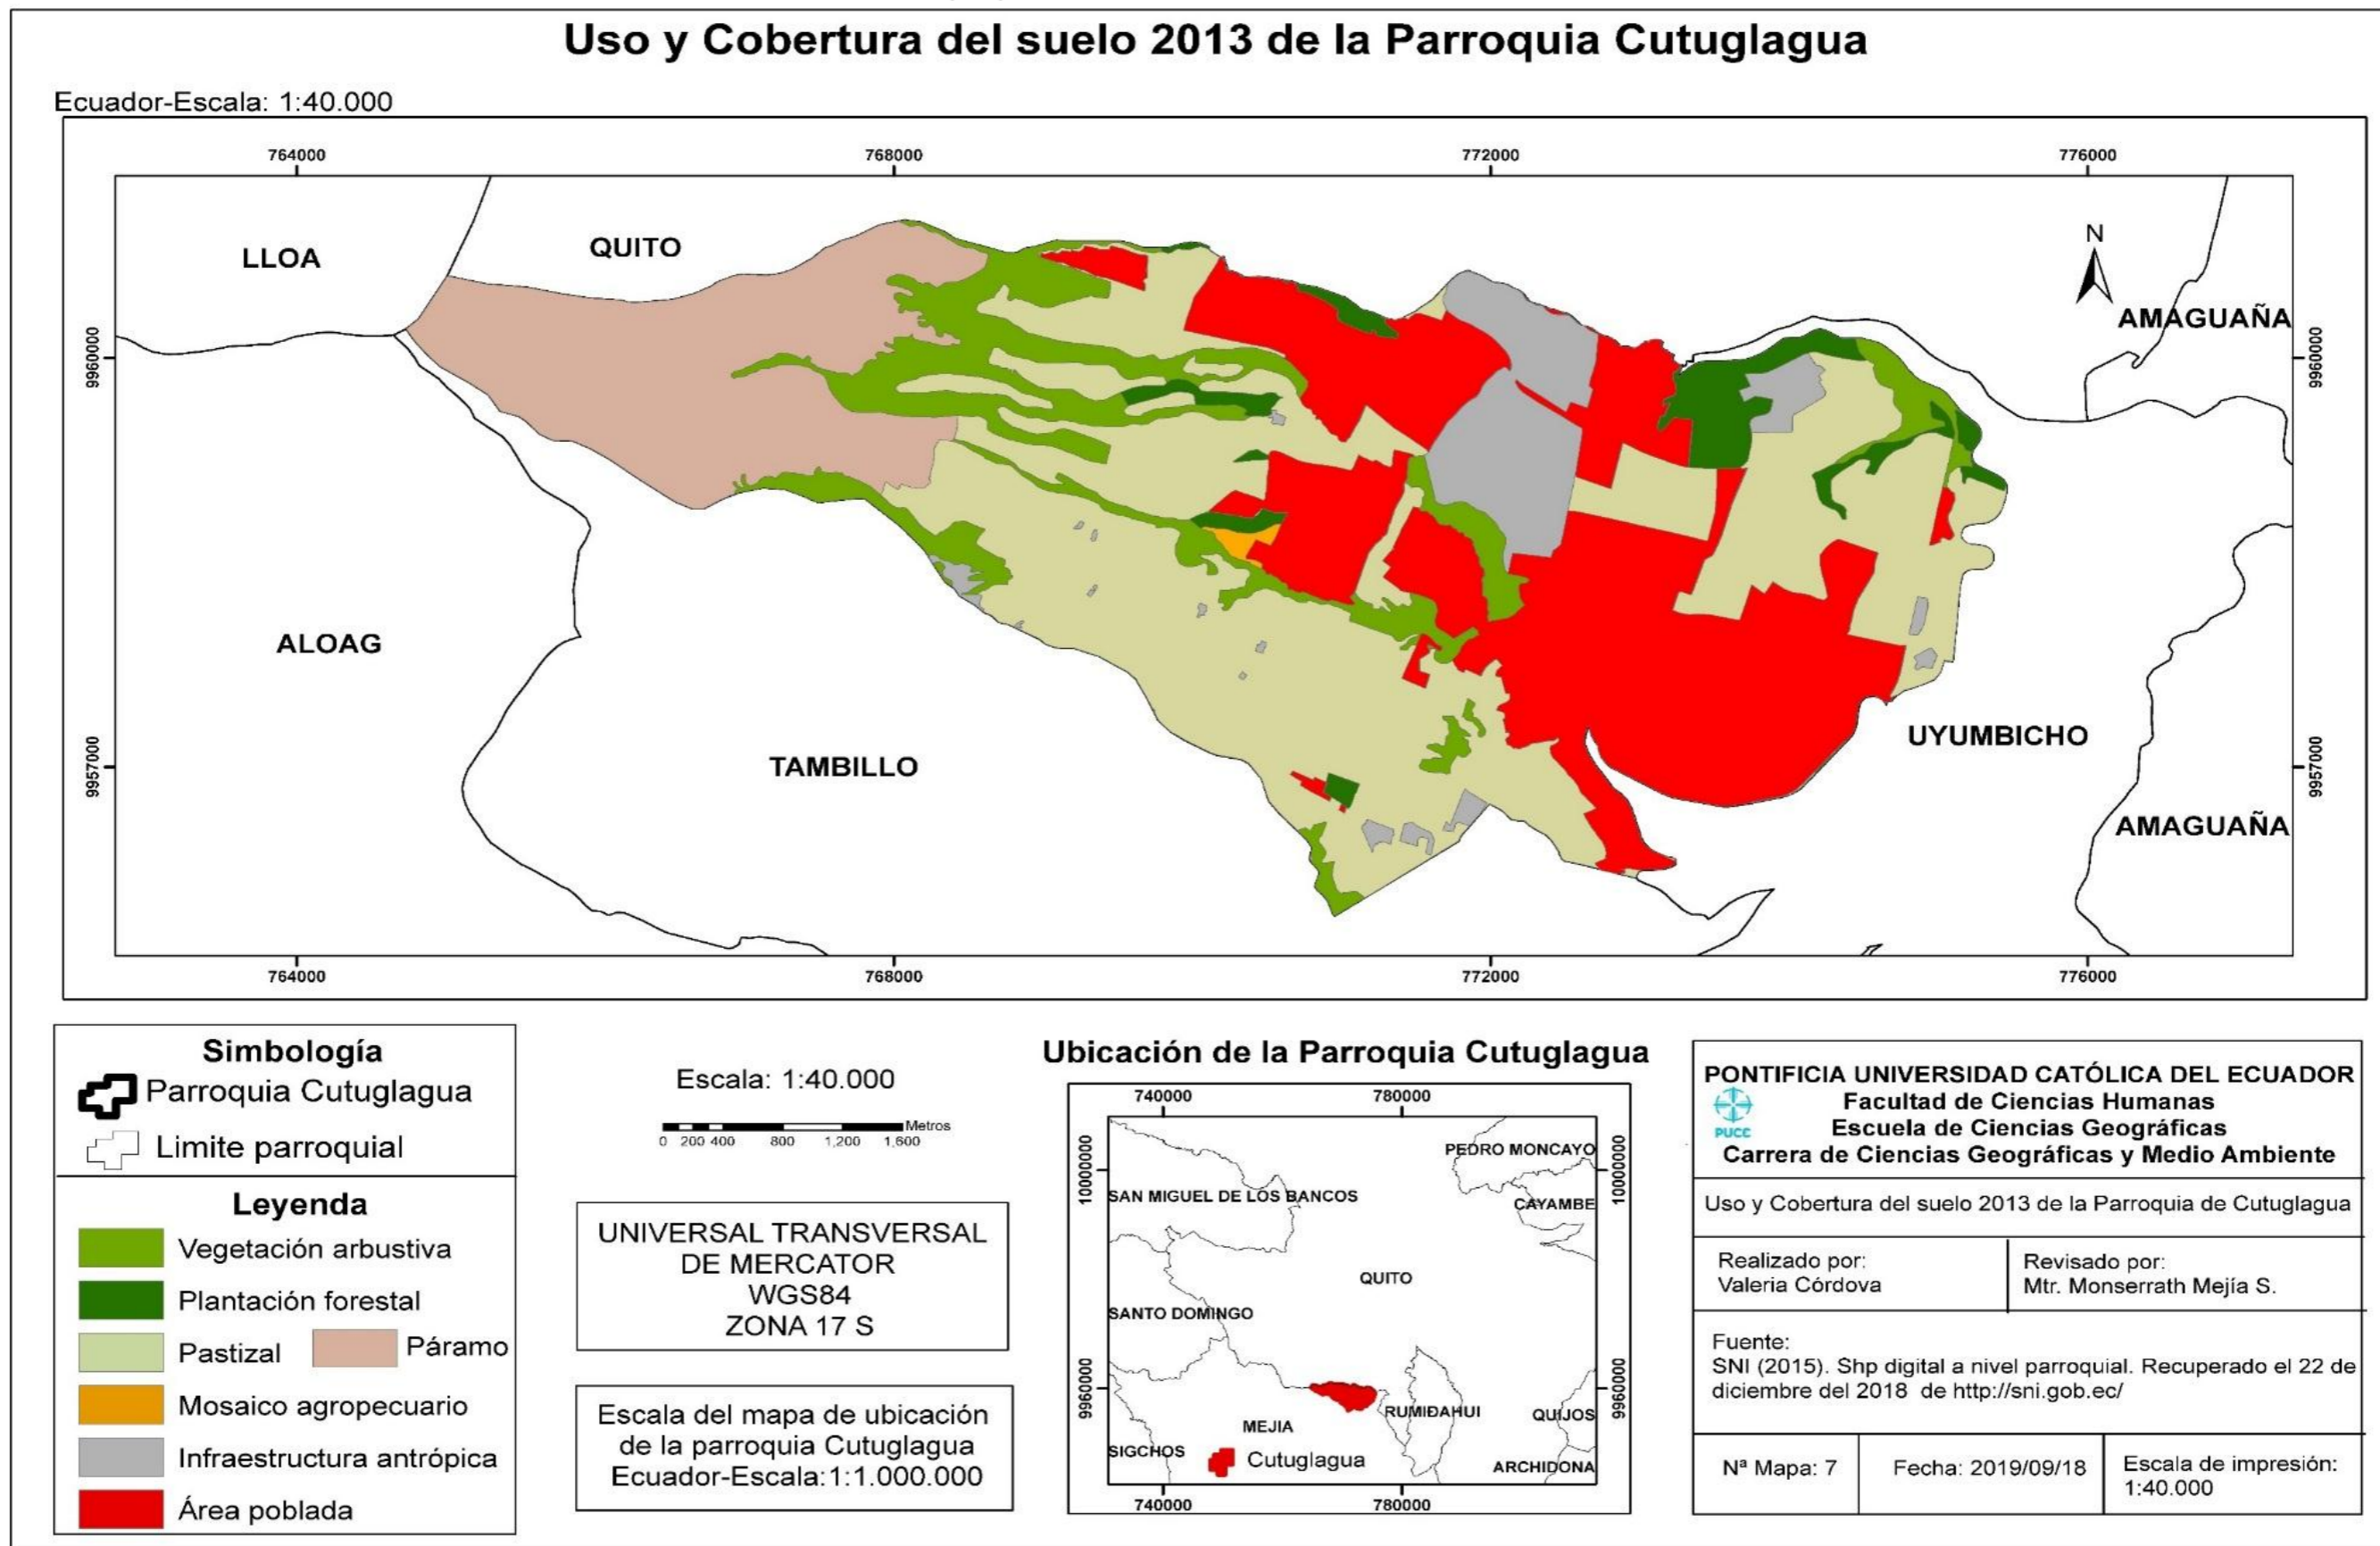 Uso y Cobertura del suelo 2013 de la Parroquia Cutuglagua
Ecuador-Escala: 1:40.000
764000
768000
772000
776000
LLOA
QUITO
N
AMAGUAÑA
9960000
9960000
ALOAG
TAMBILLO
UYUMBICHO
9957000
9957000
AMAGUAÑA
764000
768000
772000
776000
Simbología
Parroquia Cutuglagua
Limite parroquial
Leyenda
Vegetación arbustiva
Plantación forestal
Pastizal
Páramo
Mosaico agropecuario
Infraestructura antrópica
Área poblada
Escala: 1:40.000
Metros
0 200 400 800 1,200 1,600
UNIVERSAL TRANSVERSAL
DE MERCATOR
WGS84
ZONA 17 S
Escala del mapa de ubicación
de la parroquia Cutuglagua
Ecuador-Escala:1:1.000.000
Ubicación de la Parroquia Cutuglagua
740000
780000
10000000
10000000
PEDRO MONCAYO
SAN MIGUEL DE LOS BANCOS
CAYAMBE
QUITO
SANTO DOMINGO
9960000
9960000
MEJIA
RUMIÐAHUI
QUIJOS
SIGCHOS
Cutuglagua
ARCHIDONA
740000
780000
PONTIFICIA UNIVERSIDAD CATÓLICA DEL ECUADOR
Facultad de Ciencias Humanas
Escuela de Ciencias Geográficas
Carrera de Ciencias Geográficas y Medio Ambiente
PUCE
Uso y Cobertura del suelo 2013 de la Parroquia de Cutuglagua
Realizado por:
Valeria Córdova
Revisado por:
Mtr. Monserrath Mejía S.
Fuente:
SNI (2015). Shp digital a nivel parroquial. Recuperado el 22 de
diciembre del 2018 de http://sni.gob.ec/
Nª Mapa: 7
Fecha: 2019/09/18
Escala de impresión:
1:40.000